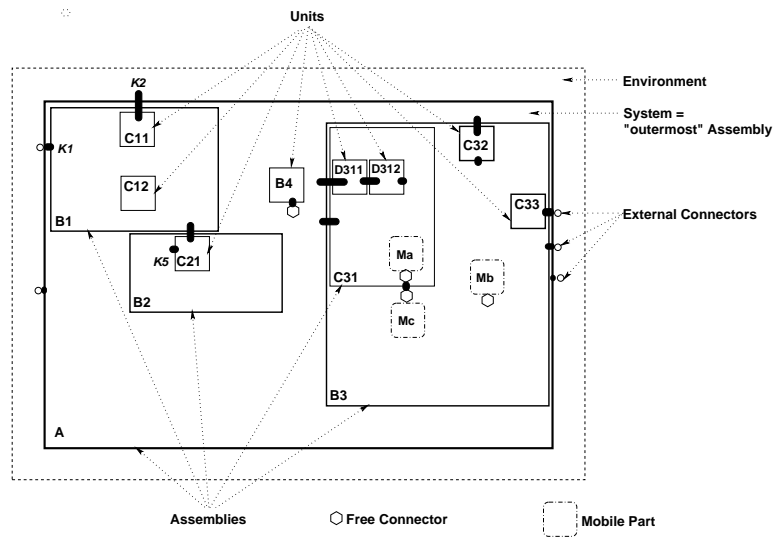 Units
Environment
K2
System =
"outermost" Assembly
C11
C32
K1
D311
D312
C12
B4
C33
External Connectors
B1
Ma
K5
C21
Mb
C31
B2
Mc
B3
A
Assemblies
Free Connector
Mobile Part